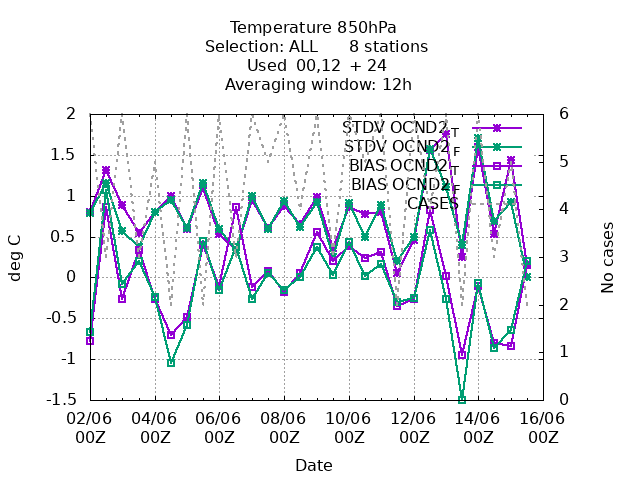 Temperature 850hPa
Selection: ALL 8 stations
Used 00,12 + 24
Averaging window: 12h
2
1.5
1
0.5
0
-0.5
-1
-1.5
deg C
6
5
4
3
2
1
0
No cases
STDV OCND2_T
STDV OCND2_F
BIAS OCND2_T
BIAS OCND2_F
CASES
02/06 04/06 06/06 08/06 10/06 12/06 14/06 16/06
00Z 00Z 00Z 00Z 00Z 00Z 00Z 00Z
Date